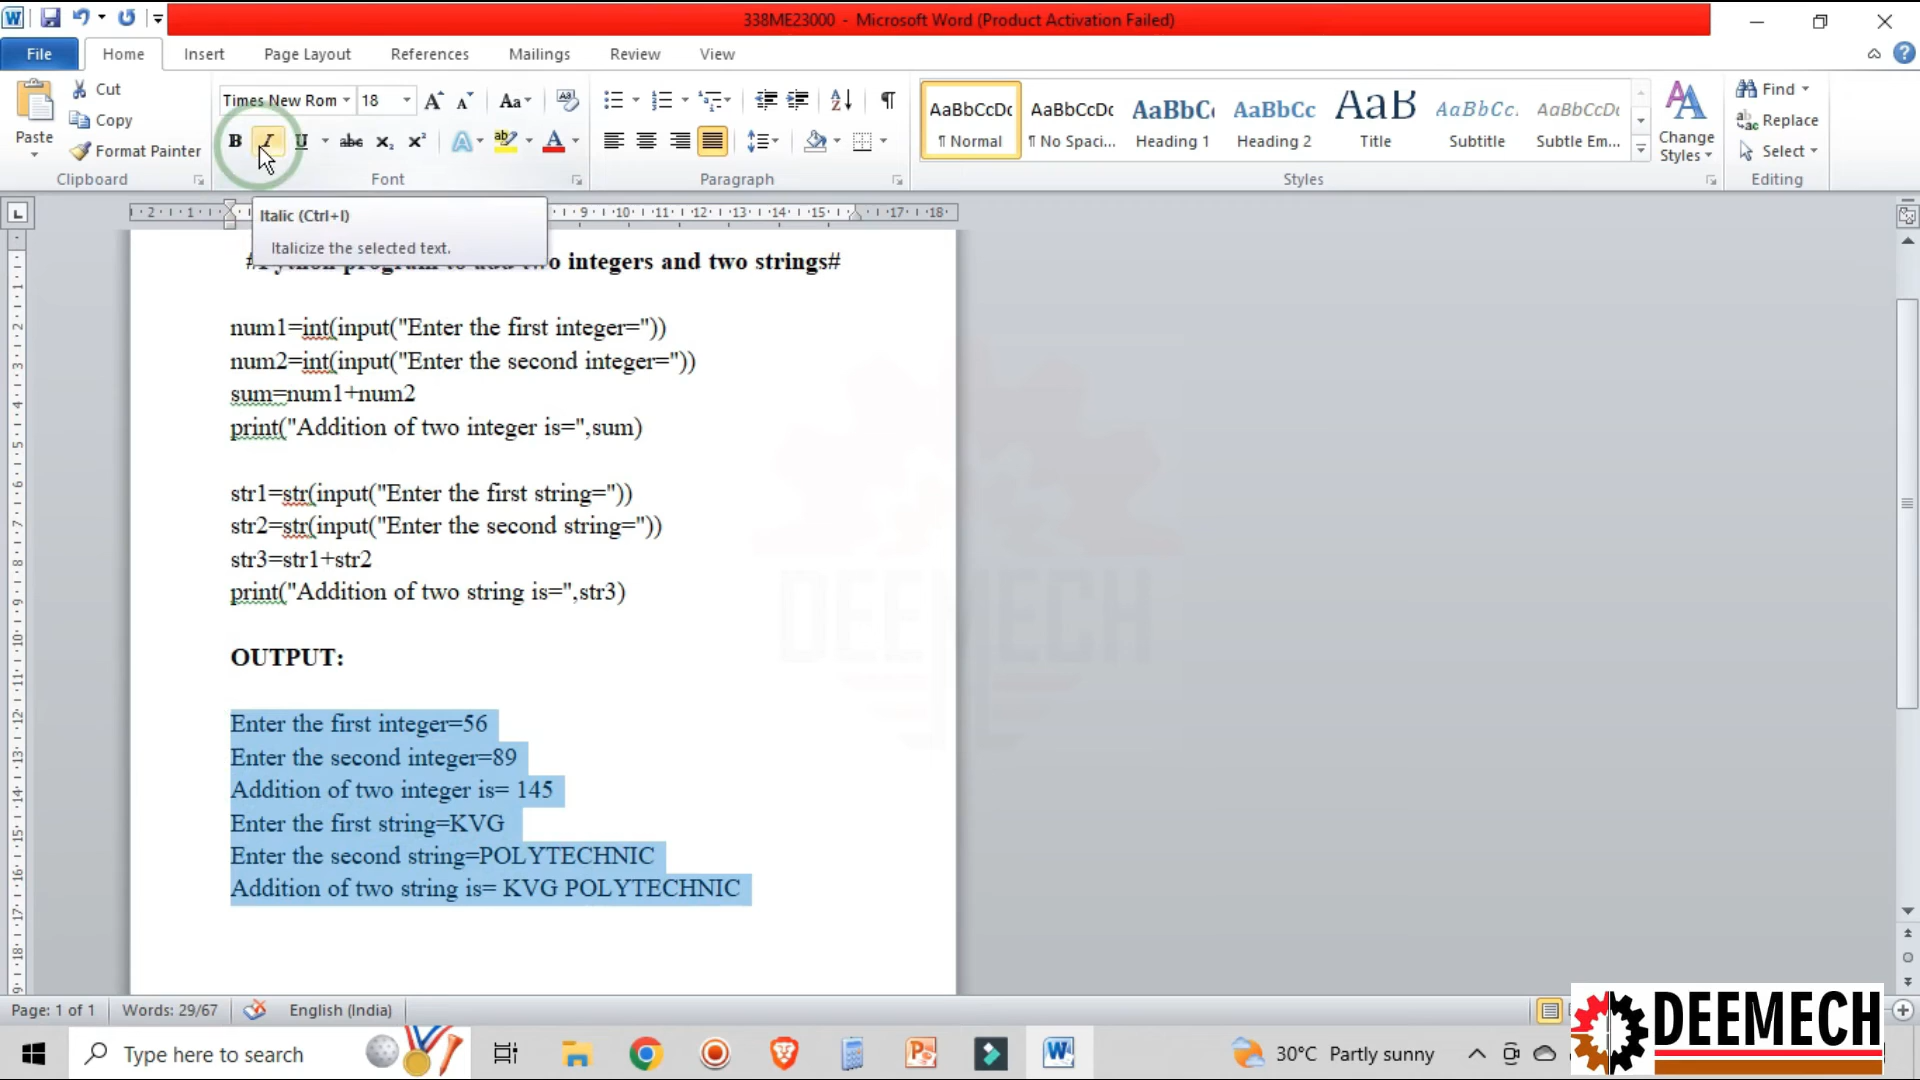 338ME23000 - Microsoft Word (Product Activation Failed)
File Home Insert Page Layout References Mailings Review View
Paste
Cut
Copy
Format Painter
Clipboard
Times New Rom 18
Font
Paragraph
AaBbCcDc AaBbCcDc AaBbC AaBbCc AaB AaBbCc. AaBbCcDc
¶ Normal ¶ No Spaci... Heading 1 Heading 2 Title Subtitle Subtle Em...
Change Styles
Styles
Find
Replace
Select
Editing
Italic (Ctrl+I)
Italicize the selected text.
#Python program to add two integers and two strings#
num1=int(input("Enter the first integer="))
num2=int(input("Enter the second integer="))
sum=num1+num2
print("Addition of two integer is=",sum)
str1=str(input("Enter the first string="))
str2=str(input("Enter the second string="))
str3=str1+str2
print("Addition of two string is=",str3)
OUTPUT:
Enter the first integer=56
Enter the second integer=89
Addition of two integer is= 145
Enter the first string=KVG
Enter the second string=POLYTECHNIC
Addition of two string is= KVG POLYTECHNIC
DEEMECH
Page: 1 of 1 Words: 29/67 English (India)
Type here to search
30°C Partly sunny
DEEMECH